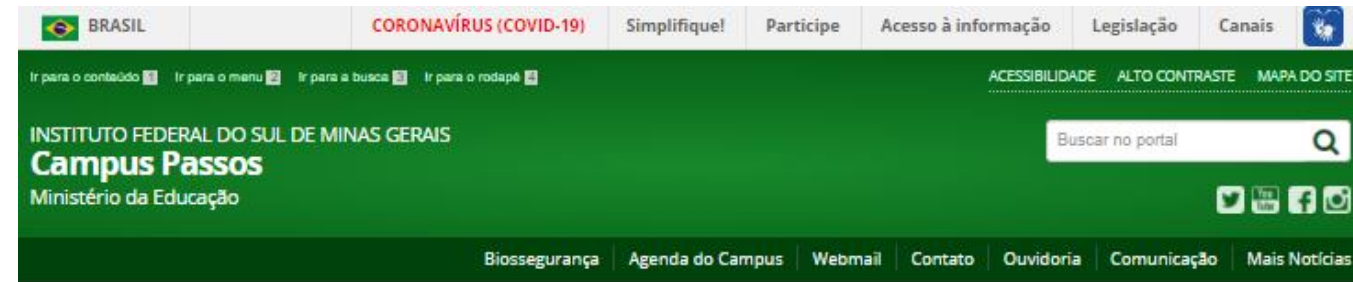 BRASIL CORONAVÍRUS (COVID-19) Simplifique! Participe Acesso à informação Legislação Canais
Ir para o conteúdo 1 Ir para o menu 2 Ir para a busca 3 Ir para o rodapé 4 ACESSIBILIDADE ALTO CONTRASTE MAPA DO SITE
INSTITUTO FEDERAL DO SUL DE MINAS GERAIS
Buscar no portal
Campus Passos
Ministério da Educação
You Tube
Biossegurança Agenda do Campus Webmail Contato Ouvidoria Comunicação Mais Notícias